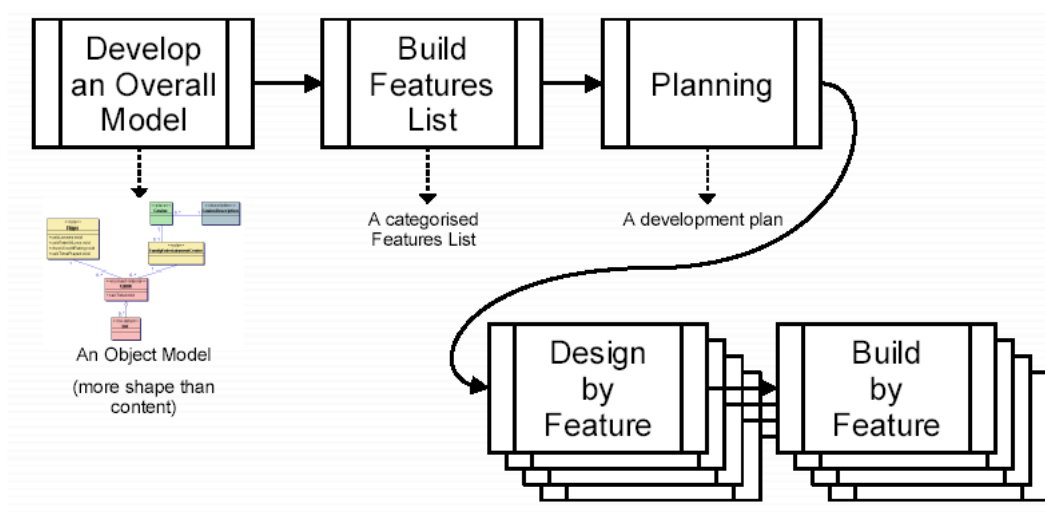 Develop
an Overall
Model
Build
Features
List
Planning
A categorised
Features List
A development plan
An Object Model
(more shape than
content)
Design
by
Feature
Build
by
Feature